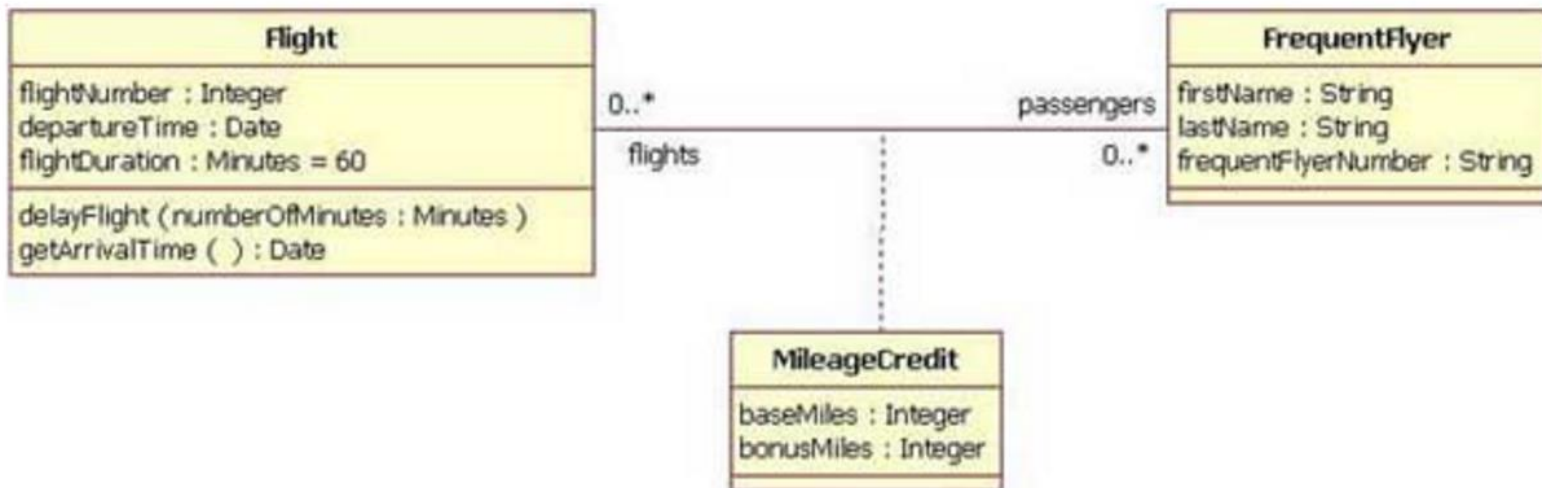 Flight
flightNumber : Integer
departureTime : Date
flightDuration : Minutes = 60
delayFlight ( numberOfMinutes : Minutes )
getArrivalTime ( ) : Date
0..*
flights
passengers
0..*
FrequentFlyer
firstName : String
lastName : String
frequentFlyerNumber : String
MileageCredit
baseMiles : Integer
bonusMiles : Integer